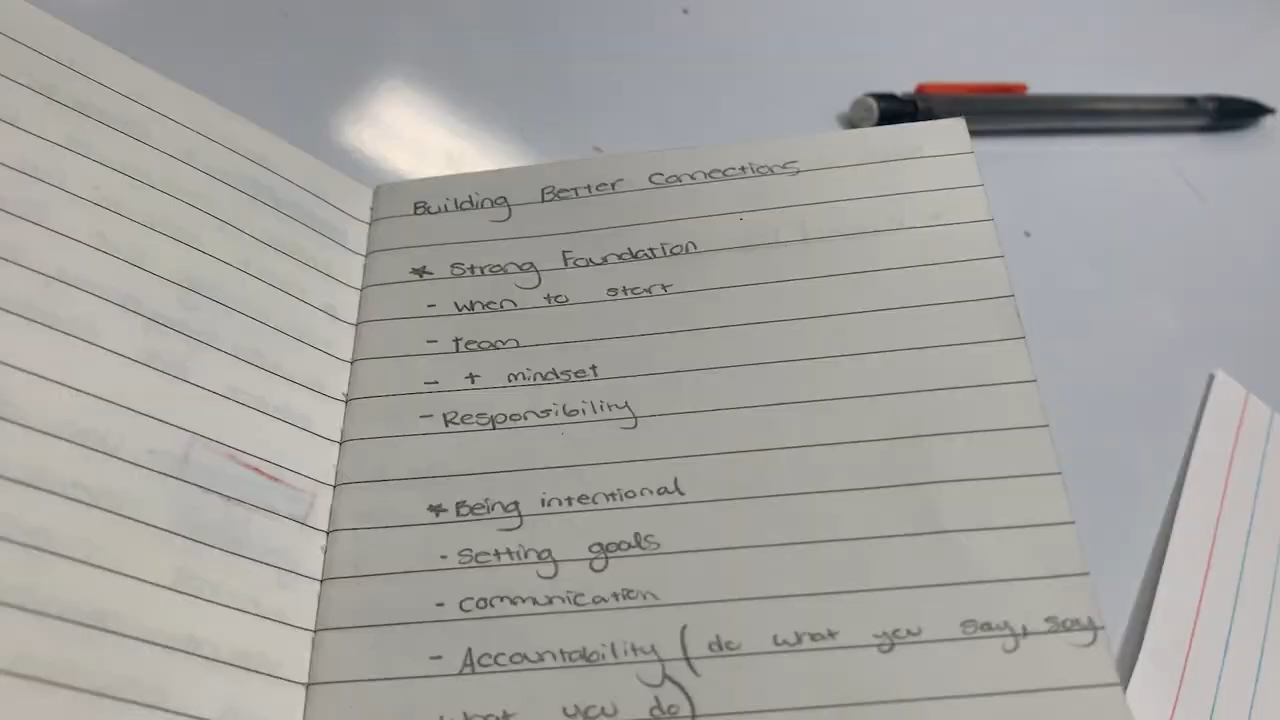 Building Better Connections
* Strong Foundation
- when to start
- team
- + mindset
- Responsibility
* Being intentional
- Setting goals
- communication
- Accountability (do what you say, say
what you do)